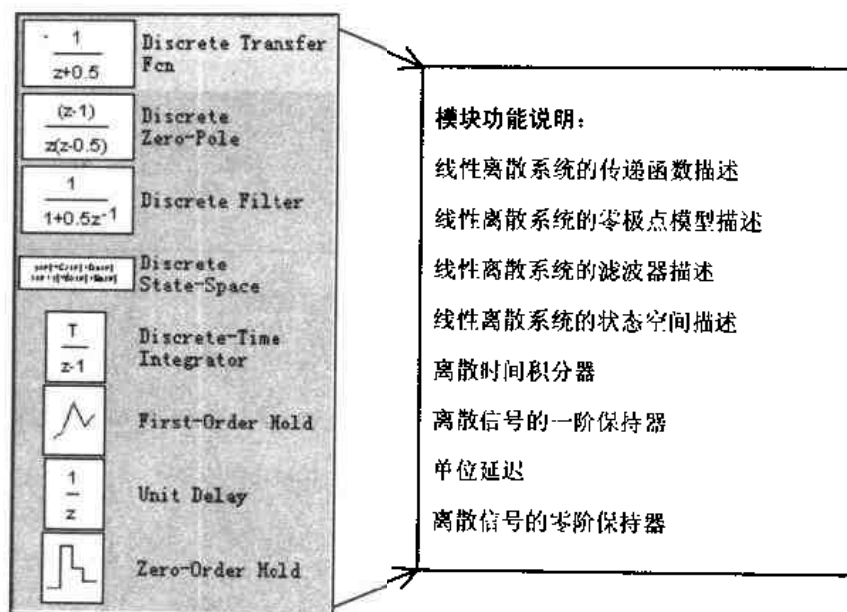 1
z+0.5
Discrete Transfer
Fcn
(z-1)
z(z-0.5)
Discrete
Zero-Pole
1
1+0.5z-1
Discrete Filter
Discrete
State-Space
T
z-1
Discrete-Time
Integrator
First-Order Hold
1
z
Unit Delay
Zero-Order Hold
模块功能说明：
线性离散系统的传递函数描述
线性离散系统的零极点模型描述
线性离散系统的滤波器描述
线性离散系统的状态空间描述
离散时间积分器
离散信号的一阶保持器
单位延迟
离散信号的零阶保持器